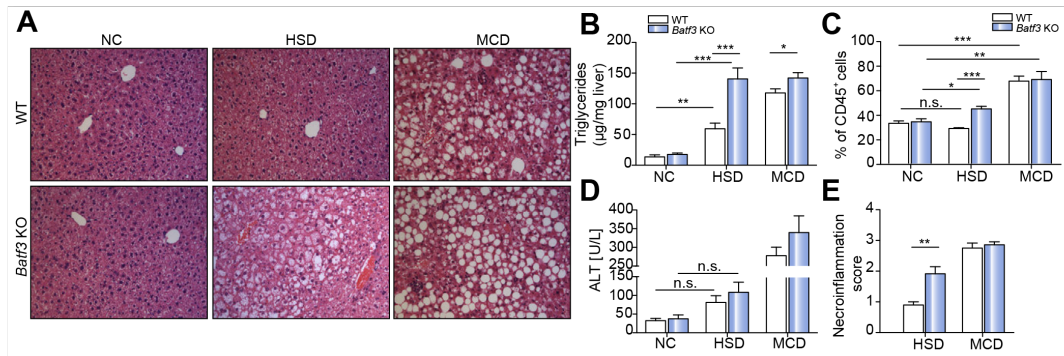 A
NC
HSD
MCD
WT
Batf3 KO
B
WT
Batf3 KO
Triglycerides
(µg/mg liver)
200
150
100
50
0
**
***
***
*
NC
HSD
MCD
C
WT
Batf3 KO
% of CD45+ cells
100
80
60
40
20
0
***
**
***
*
n.s.
NC
HSD
MCD
D
ALT [U/L]
400
350
300
250
150
100
50
0
n.s.
n.s.
NC
HSD
MCD
E
Necroinflammation
score
4
3
2
1
0
**
HSD
MCD